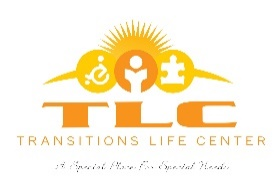 TLC
TRANSITIONS LIFE CENTER
A Special Place For Special Needs